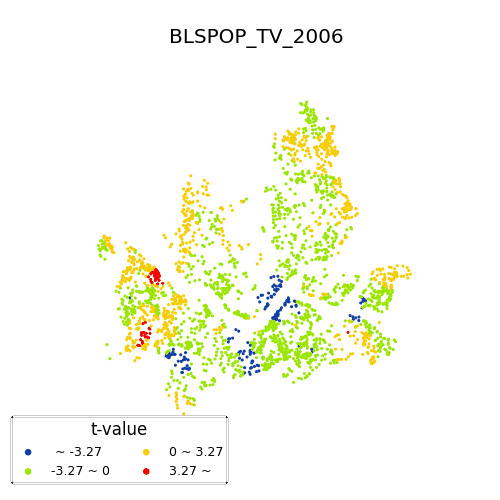 BLSPOP_TV_2006
t-value
~ -3.27
0 ~ 3.27
-3.27 ~ 0
3.27 ~